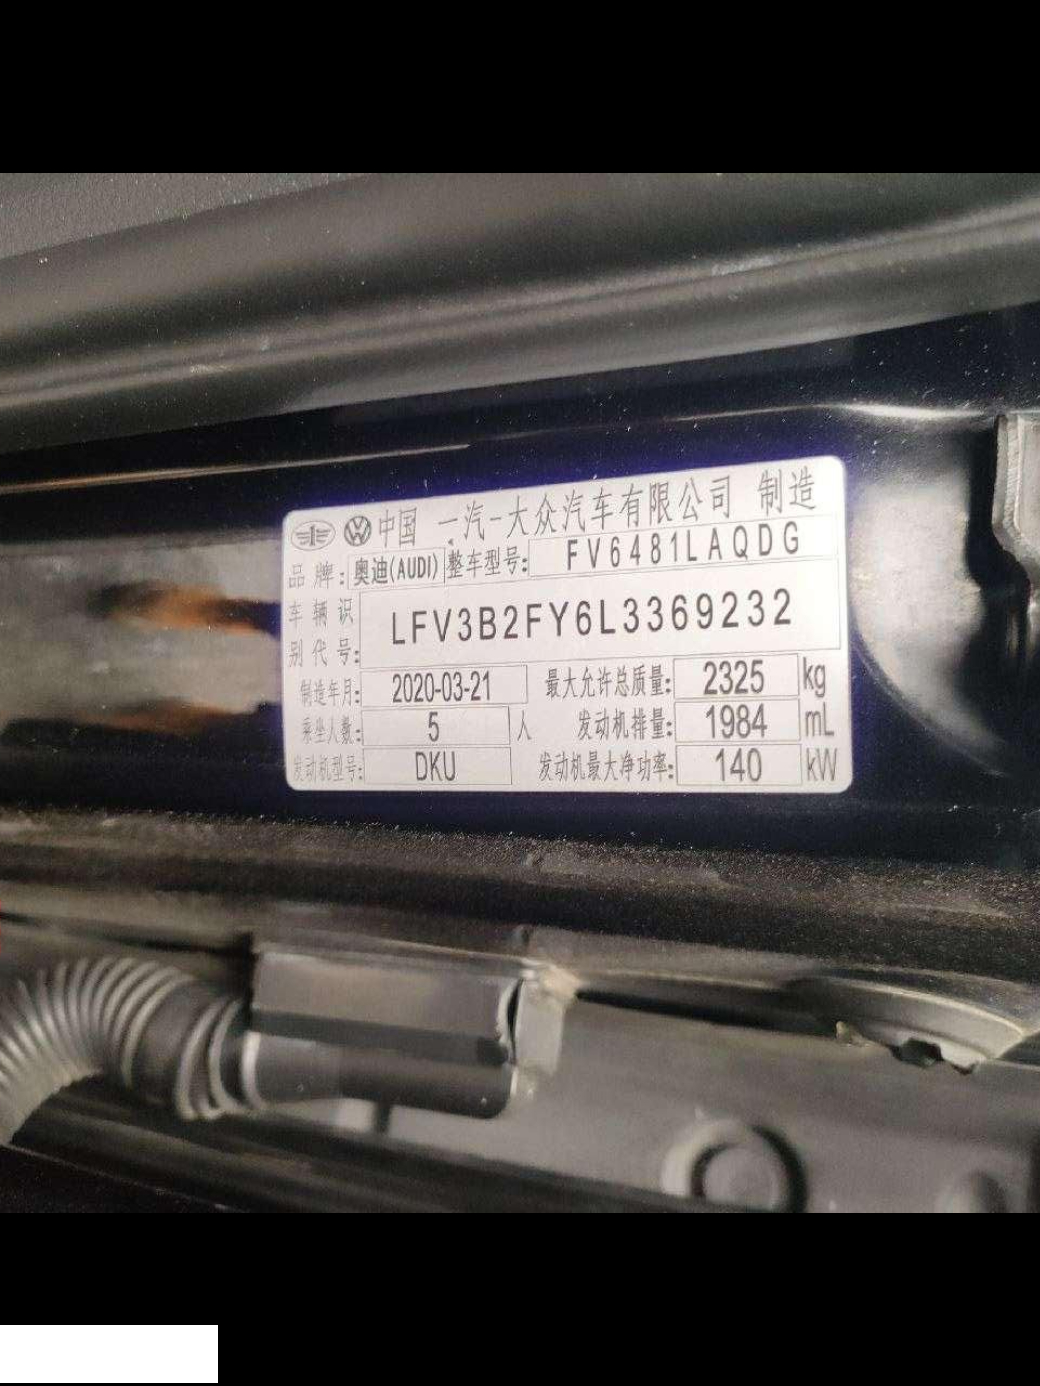 中国 一汽-大众汽车有限公司 制造
品牌: 奥迪(AUDI) 整车型号: FV6481LAQDG
车辆识别代号: LFV3B2FY6L3369232
制造年月: 2020-03-21 最大允许总质量: 2325 kg
乘坐人数: 5 人 发动机排量: 1984 mL
发动机型号: DKU 发动机最大净功率: 140 kW